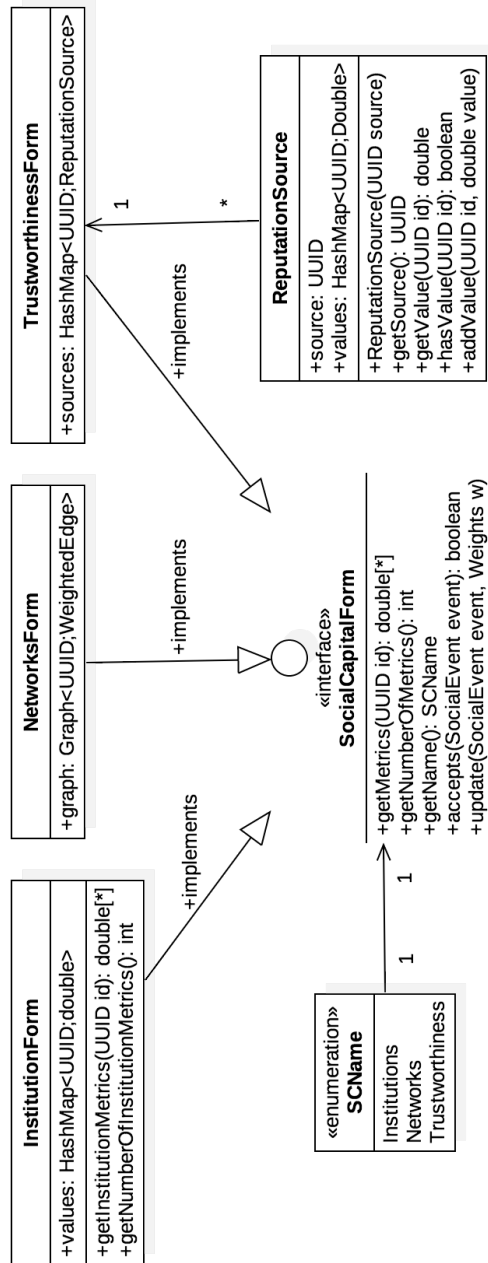 InstitutionForm
+values: HashMap<UUID;double>
+getInstitutionMetrics(UUID id): double[*]
+getNumberOfInstitutionMetrics(): int
NetworksForm
+graph: Graph<UUID;WeightedEdge>
TrustworthinessForm
+sources: HashMap<UUID;ReputationSource>
+implements
+implements
+implements
1
*
«interface»
SocialCapitalForm
+getMetrics(UUID id): double[*]
+getNumberOfMetrics(): int
+getName(): SCName
+accepts(SocialEvent event): boolean
+update(SocialEvent event, Weights w)
ReputationSource
+source: UUID
+values: HashMap<UUID;Double>
+ReputationSource(UUID source)
+getSource(): UUID
+getValue(UUID id): double
+hasValue(UUID id): boolean
+addValue(UUID id, double value)
«enumeration»
SCName
Institutions
Networks
Trustworthiness
1
1